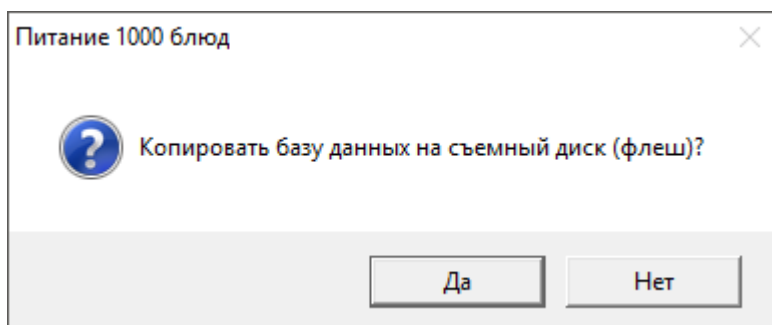 Питание 1000 блюд
Копировать базу данных на съемный диск (флеш)?
Да
Нет